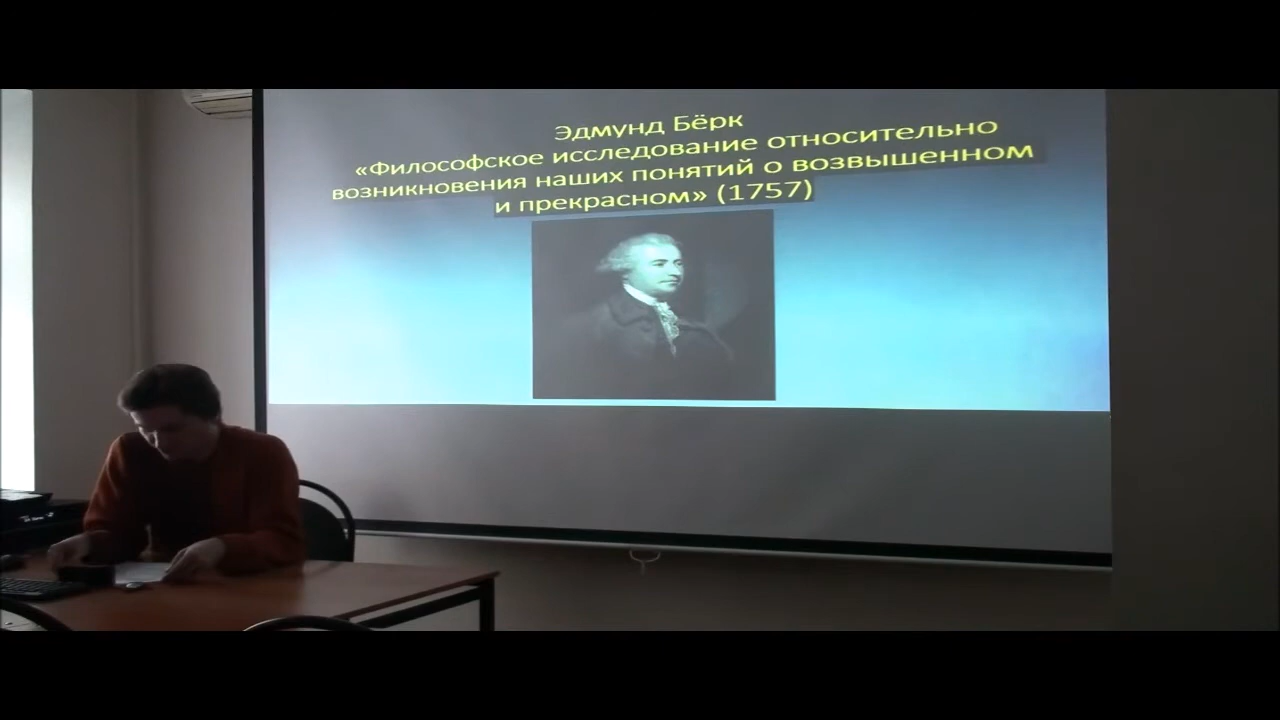 Эдмунд Бёрк
«Философское исследование относительно
возникновения наших понятий о возвышенном
и прекрасном» (1757)